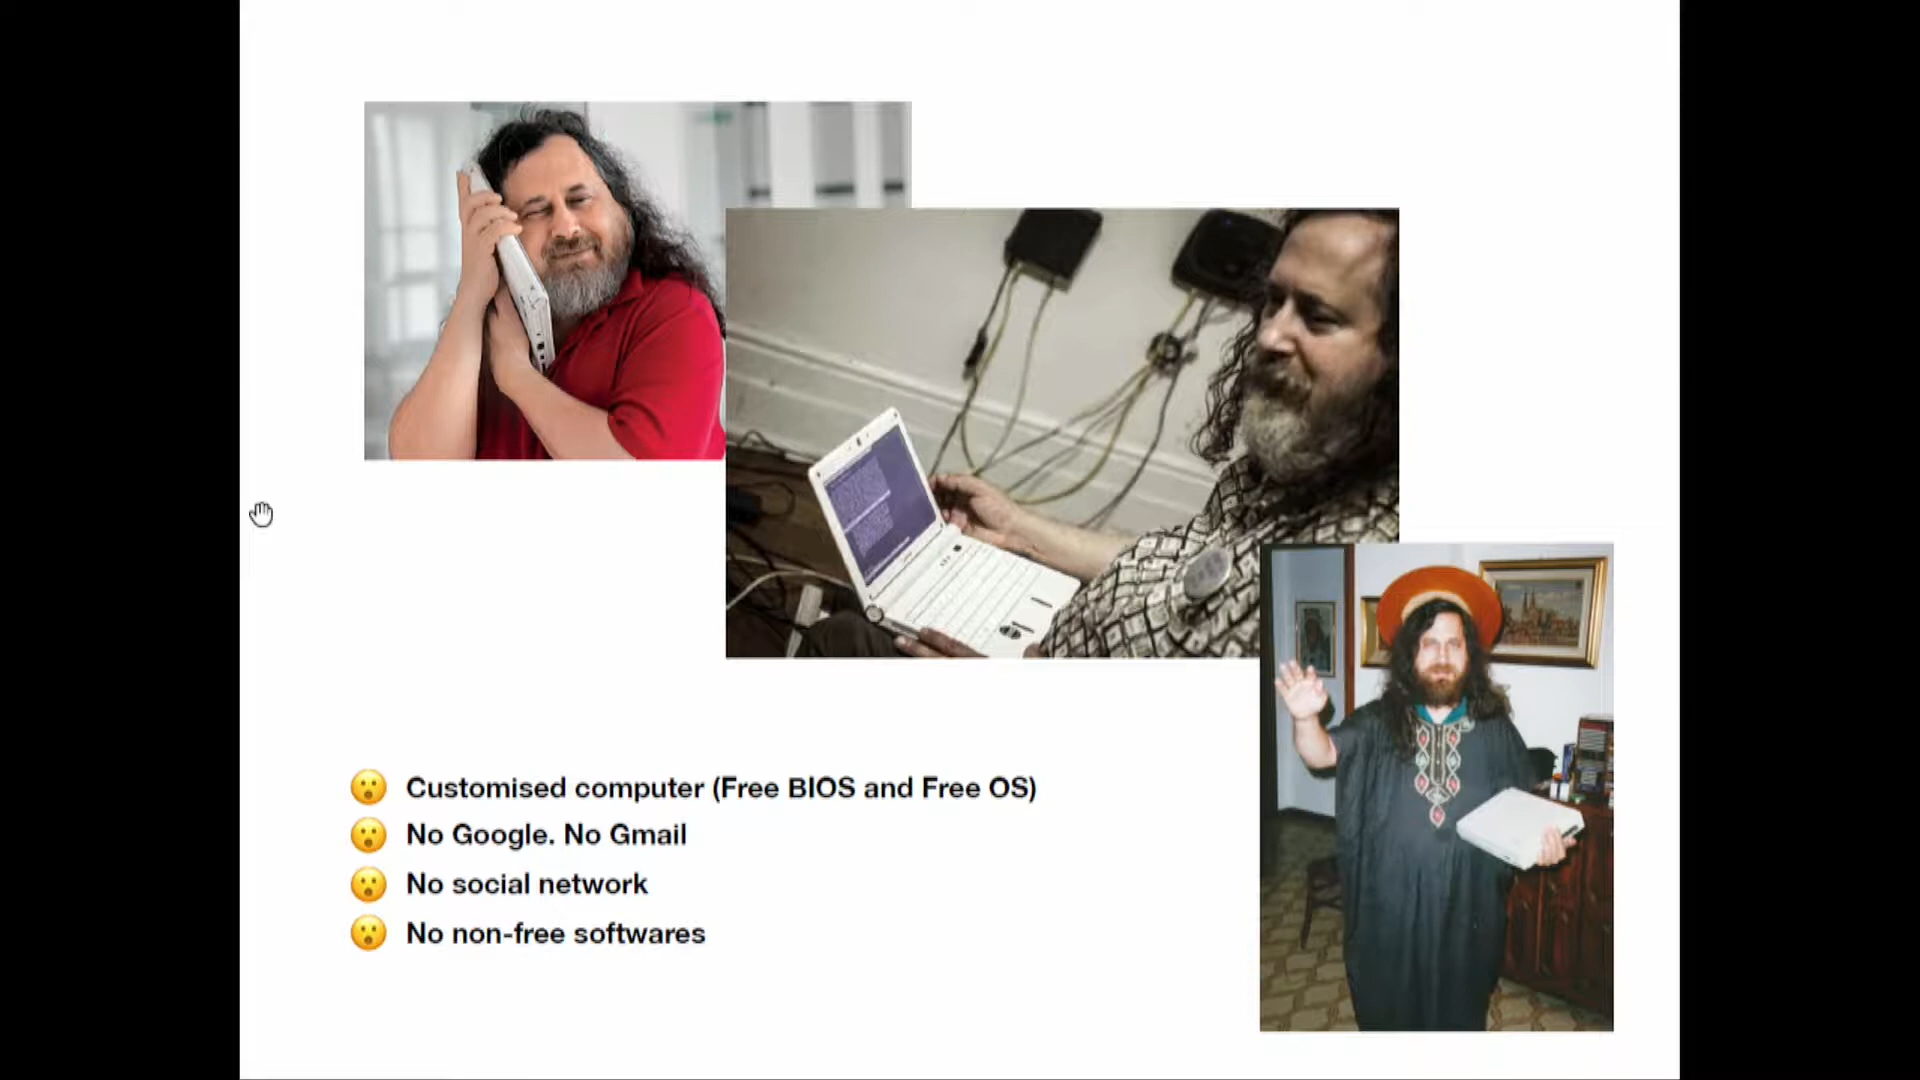 Customised computer (Free BIOS and Free OS)
No Google. No Gmail
No social network
No non-free softwares